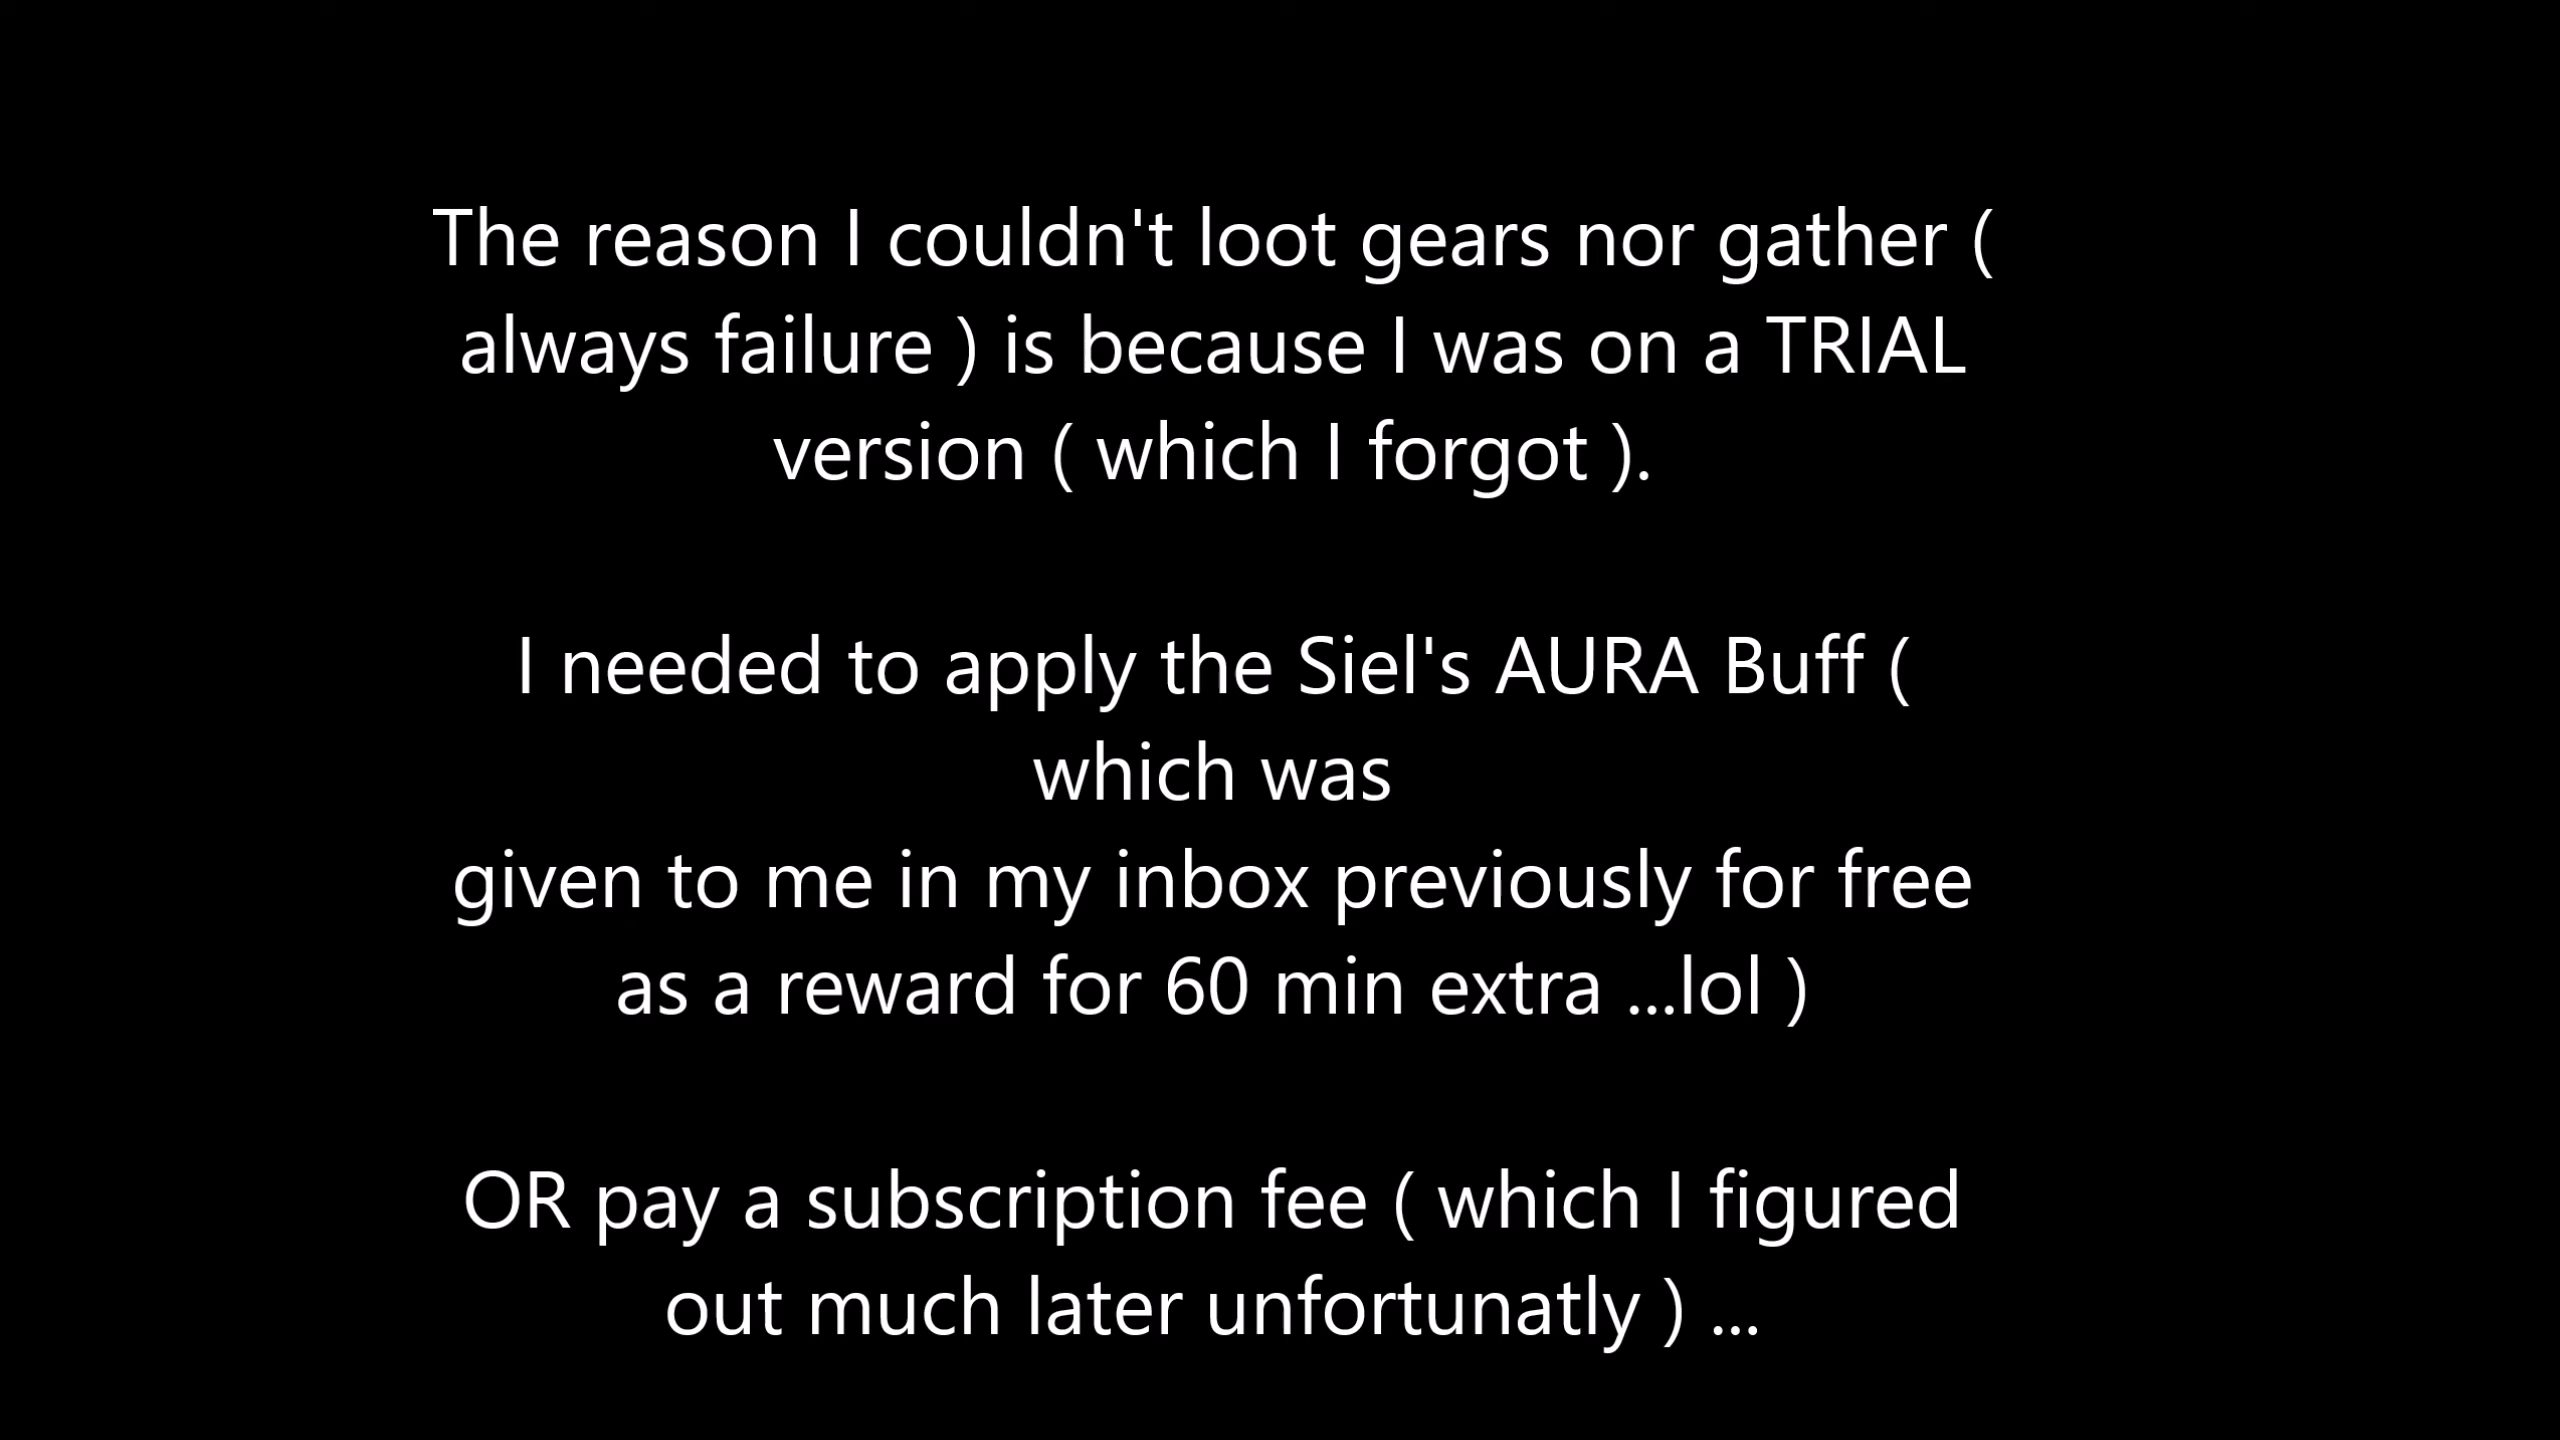 The reason I couldn't loot gears nor gather (
always failure ) is because I was on a TRIAL
version ( which I forgot ).
I needed to apply the Siel's AURA Buff (
which was
given to me in my inbox previously for free
as a reward for 60 min extra ...lol )
OR pay a subscription fee ( which I figured
out much later unfortunatly ) ...